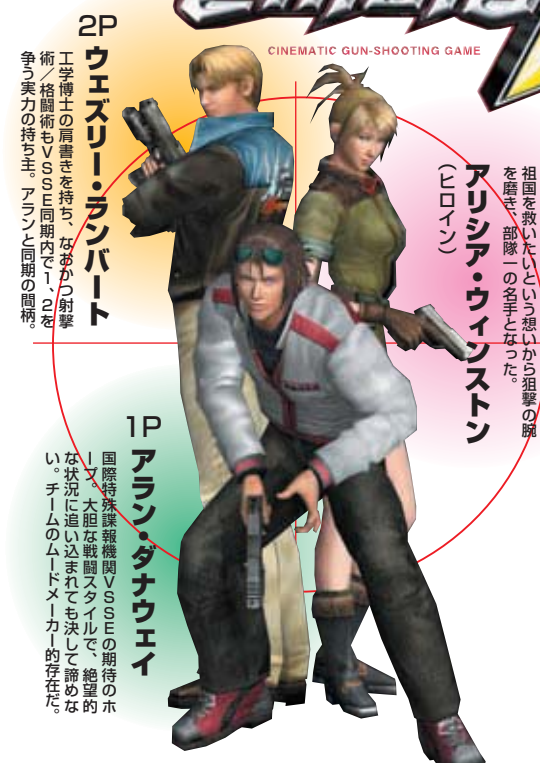 CINEMATIC GUN-SHOOTING GAME
アリシア・ウィンストン
（ヒロイン）
祖国を救いたいという想いから狙撃の腕
を磨き、部隊一の名手となった。
2P
ウェズリー・ランバート
工学博士の肩書きを持ち、なおかつ射撃
術／格闘術もVSSE同期内で1、2を
争う実力の持ち主。アランと同期の間柄。
1P
アラン・ダナウェイ
国際特殊諜報機関VSSEの期待のホ
ープ。大胆な戦闘スタイルで、絶望的
な状況に追い込まれても決して諦めな
い。チームのムードメーカー的存在だ。